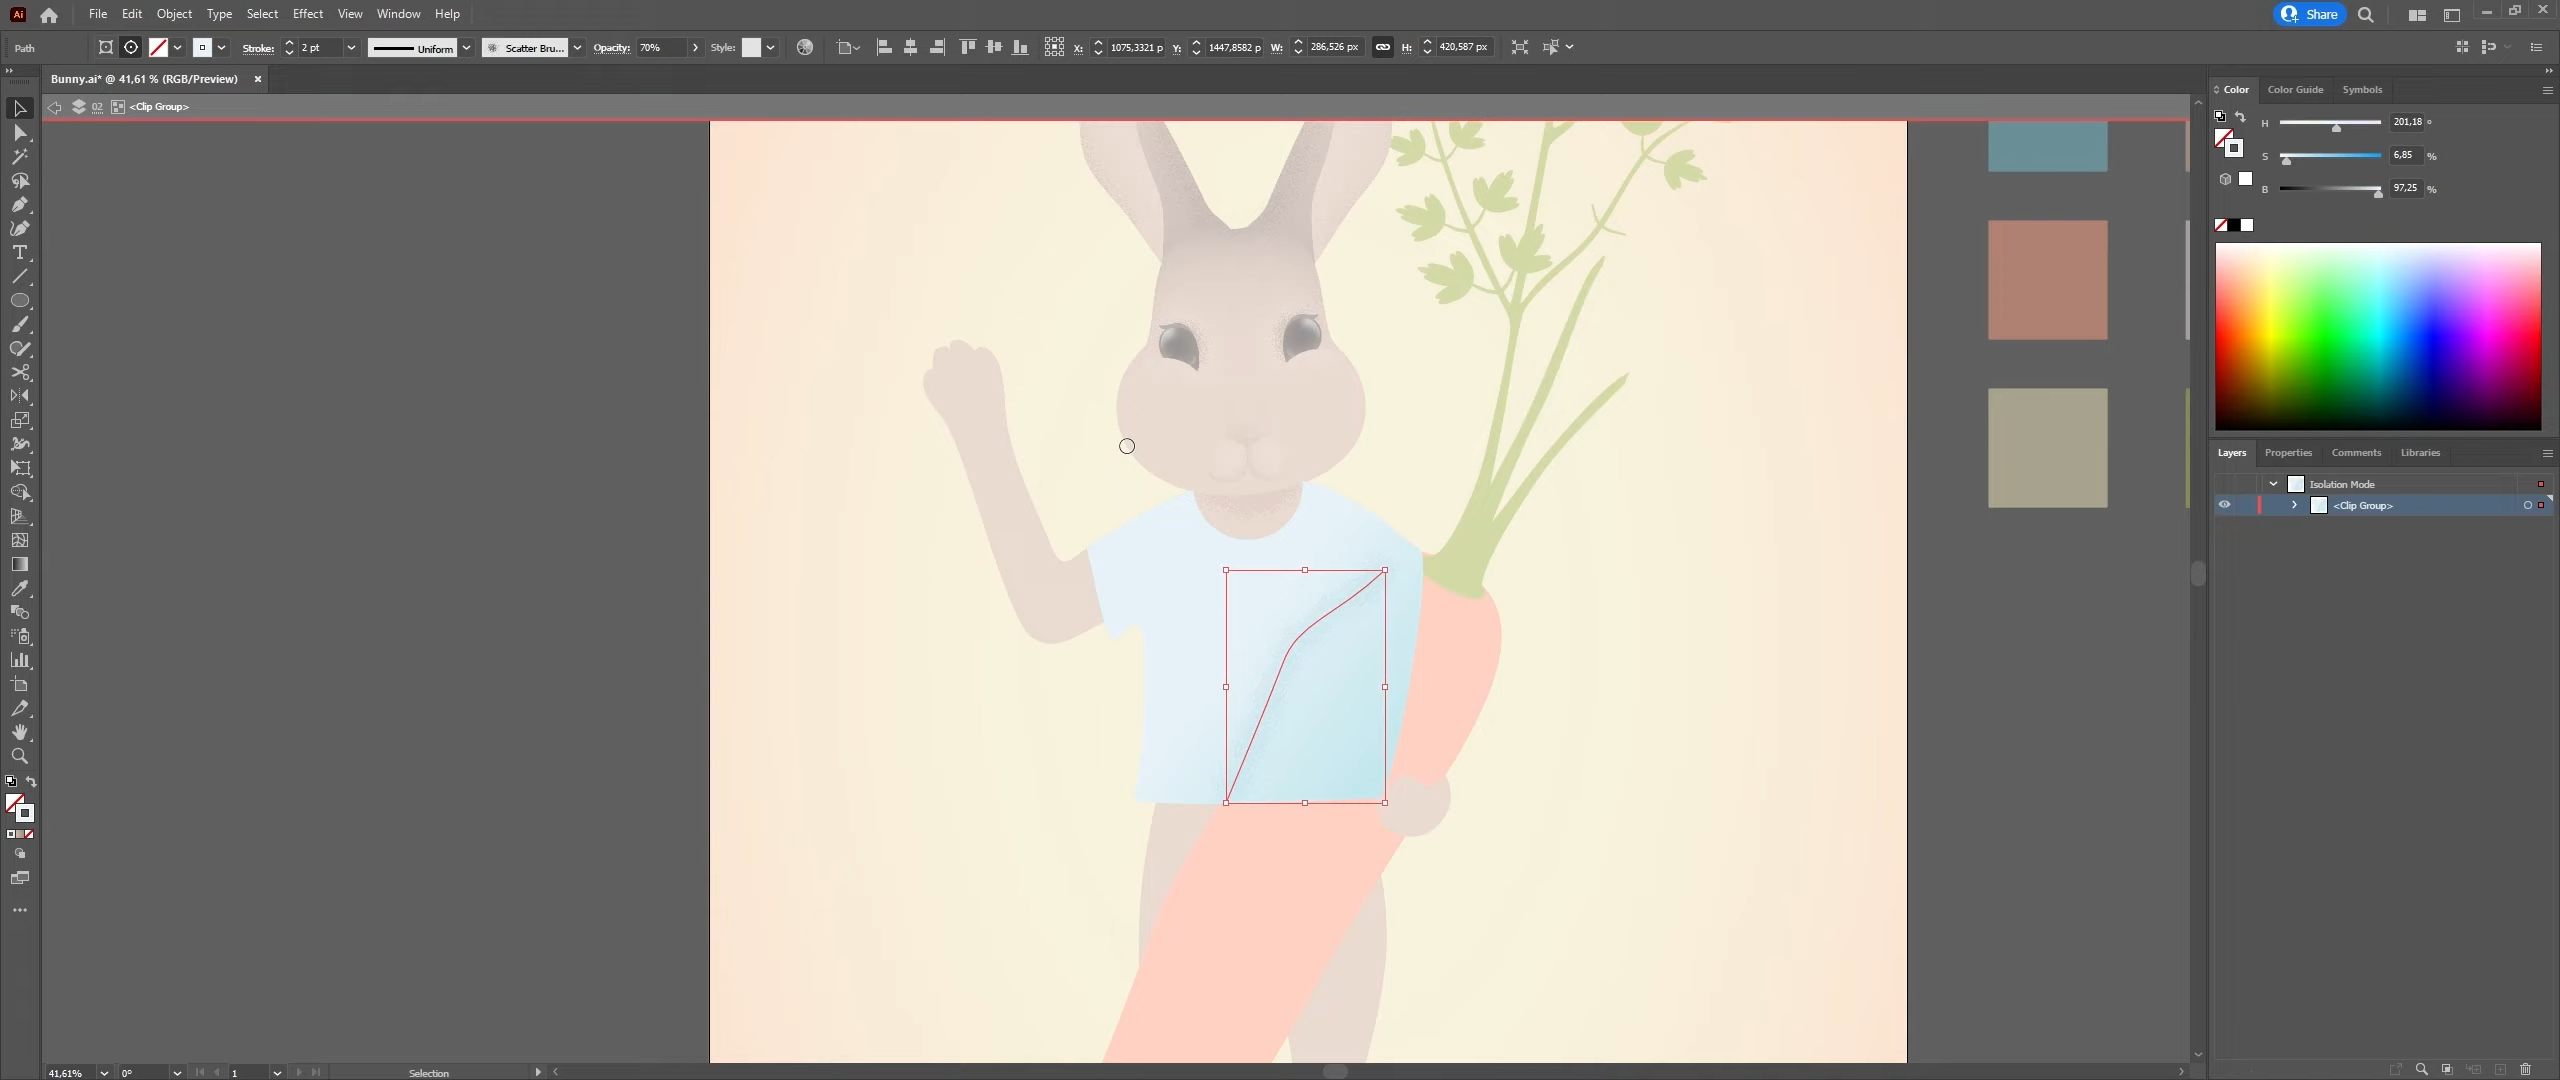 Ai File Edit Object Type Select Effect View Window Help Share
Path Stroke: 2 pt Uniform Scatter Bru... Opacity: 70% Style: X: 1075,3321 p Y: 1447,8582 p W: 286,526 px H: 420,587 px
Bunny.ai* @ 41,61 % (RGB/Preview) ×
02 <Clip Group>
Color Color Guide Symbols
H 201,18 °
S 6,85 %
B 97,25 %
Layers Properties Comments Libraries
Isolation Mode
<Clip Group>
41,61% 0° 1 Selection